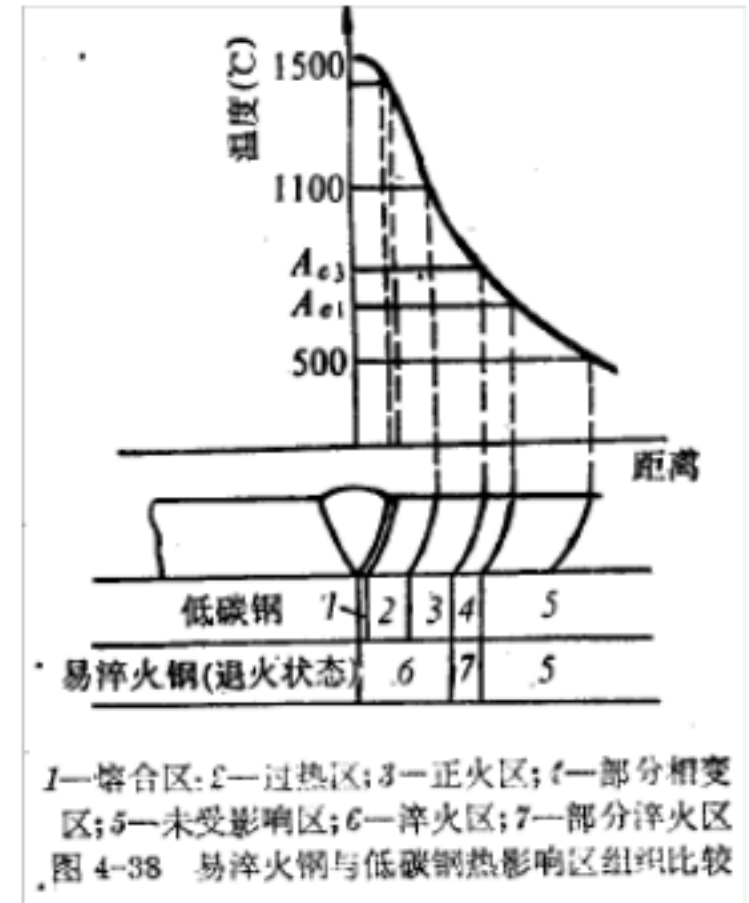 温度(℃)
1500
1100
Ac3
Ac1
500
距离
低碳钢 1 2 3 4 5
易淬火钢(退火状态) 6 7 5
1—熔合区; 2—过热区; 3—正火区; 4—部分相变
区; 5—未受影响区; 6—淬火区; 7—部分淬火区
图 4-38 易淬火钢与低碳钢热影响区组织比较